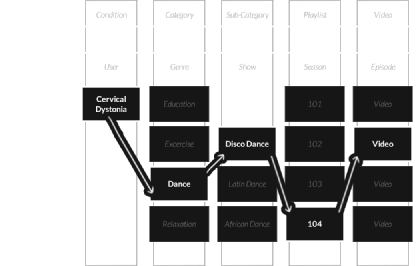 Condition Category Sub-Category Playlist Video
User Genre Show Season Episode
Cervical
Dystonia
Education 101 Video
Excercise Disco Dance 102 Video
Dance Latin Dance 103 Video
Relaxation African Dance 104 Video